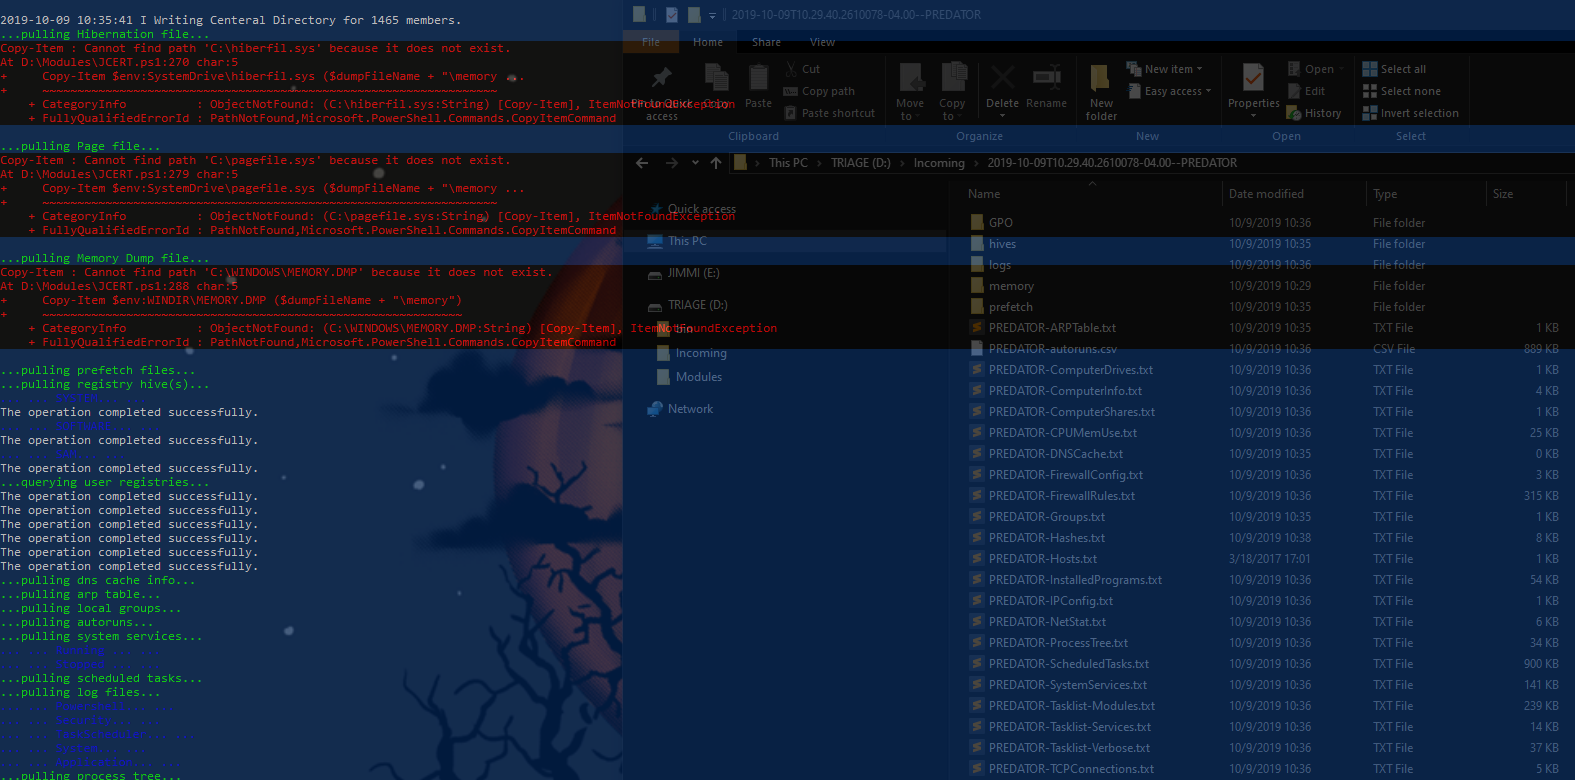 2019-10-09 10:35:41 I Writing Centeral Directory for 1465 members.
...pulling Hibernation file...
Copy-Item : Cannot find path 'C:\hiberfil.sys' because it does not exist.
At D:\Modules\JCERT.ps1:270 char:5
+     Copy-Item $env:SystemDrive\hiberfil.sys ($dumpFileName + "\memory ...
+     ~~~~~~~~~~~~~~~~~~~~~~~~~~~~~~~~~~~~~~~~~~~~~~~~~~~~~~~~~~~~~~~~~
    + CategoryInfo          : ObjectNotFound: (C:\hiberfil.sys:String) [Copy-Item], ItemNotFoundException
    + FullyQualifiedErrorId : PathNotFound,Microsoft.PowerShell.Commands.CopyItemCommand
...pulling Page file...
Copy-Item : Cannot find path 'C:\pagefile.sys' because it does not exist.
At D:\Modules\JCERT.ps1:279 char:5
+     Copy-Item $env:SystemDrive\pagefile.sys ($dumpFileName + "\memory ...
+     ~~~~~~~~~~~~~~~~~~~~~~~~~~~~~~~~~~~~~~~~~~~~~~~~~~~~~~~~~~~~~~~~~
    + CategoryInfo          : ObjectNotFound: (C:\pagefile.sys:String) [Copy-Item], ItemNotFoundException
    + FullyQualifiedErrorId : PathNotFound,Microsoft.PowerShell.Commands.CopyItemCommand
...pulling Memory Dump file...
Copy-Item : Cannot find path 'C:\WINDOWS\MEMORY.DMP' because it does not exist.
At D:\Modules\JCERT.ps1:288 char:5
+     Copy-Item $env:WINDIR\MEMORY.DMP ($dumpFileName + "\memory")
+     ~~~~~~~~~~~~~~~~~~~~~~~~~~~~~~~~~~~~~~~~~~~~~~~~~~~~~~~~~~~~
    + CategoryInfo          : ObjectNotFound: (C:\WINDOWS\MEMORY.DMP:String) [Copy-Item], ItemNotFoundException
    + FullyQualifiedErrorId : PathNotFound,Microsoft.PowerShell.Commands.CopyItemCommand
...pulling prefetch files...
...pulling registry hive(s)...
The operation completed successfully.
The operation completed successfully.
The operation completed successfully.
...querying user registries...
The operation completed successfully.
The operation completed successfully.
The operation completed successfully.
The operation completed successfully.
The operation completed successfully.
The operation completed successfully.
...pulling dns cache info...
...pulling arp table...
...pulling local groups...
...pulling autoruns...
...pulling system services...
...pulling scheduled tasks...
...pulling log files...
...pulling process tree...
2019-10-09T10.29.40.2610078-04.00--PREDATOR
File Home Share View
Pin to Quick access
Copy
Paste
Cut
Copy path
Paste shortcut
Clipboard
Move to
Copy to
Delete
Rename
Organize
New folder
New item
Easy access
New
Properties
Open
Edit
History
Open
Select all
Select none
Invert selection
Select
This PC > TRIAGE (D:) > Incoming > 2019-10-09T10.29.40.2610078-04.00--PREDATOR
Quick access
This PC
JIMMI (E:)
TRIAGE (D:)
bin
Incoming
Modules
Network
Name Date modified Type Size
GPO 10/9/2019 10:36 File folder
hives 10/9/2019 10:35 File folder
logs 10/9/2019 10:36 File folder
memory 10/9/2019 10:29 File folder
prefetch 10/9/2019 10:35 File folder
PREDATOR-ARPTable.txt 10/9/2019 10:35 TXT File 1 KB
PREDATOR-autoruns.csv 10/9/2019 10:36 CSV File 889 KB
PREDATOR-ComputerDrives.txt 10/9/2019 10:36 TXT File 1 KB
PREDATOR-ComputerInfo.txt 10/9/2019 10:36 TXT File 4 KB
PREDATOR-ComputerShares.txt 10/9/2019 10:36 TXT File 1 KB
PREDATOR-CPUMemUse.txt 10/9/2019 10:36 TXT File 25 KB
PREDATOR-DNSCache.txt 10/9/2019 10:35 TXT File 0 KB
PREDATOR-FirewallConfig.txt 10/9/2019 10:36 TXT File 3 KB
PREDATOR-FirewallRules.txt 10/9/2019 10:36 TXT File 315 KB
PREDATOR-Groups.txt 10/9/2019 10:35 TXT File 1 KB
PREDATOR-Hashes.txt 10/9/2019 10:38 TXT File 8 KB
PREDATOR-Hosts.txt 3/18/2017 17:01 TXT File 1 KB
PREDATOR-InstalledPrograms.txt 10/9/2019 10:36 TXT File 54 KB
PREDATOR-IPConfig.txt 10/9/2019 10:36 TXT File 1 KB
PREDATOR-NetStat.txt 10/9/2019 10:36 TXT File 6 KB
PREDATOR-ProcessTree.txt 10/9/2019 10:36 TXT File 34 KB
PREDATOR-ScheduledTasks.txt 10/9/2019 10:36 TXT File 900 KB
PREDATOR-SystemServices.txt 10/9/2019 10:36 TXT File 141 KB
PREDATOR-Tasklist-Modules.txt 10/9/2019 10:36 TXT File 239 KB
PREDATOR-Tasklist-Services.txt 10/9/2019 10:36 TXT File 14 KB
PREDATOR-Tasklist-Verbose.txt 10/9/2019 10:36 TXT File 37 KB
PREDATOR-TCPConnections.txt 10/9/2019 10:36 TXT File 5 KB